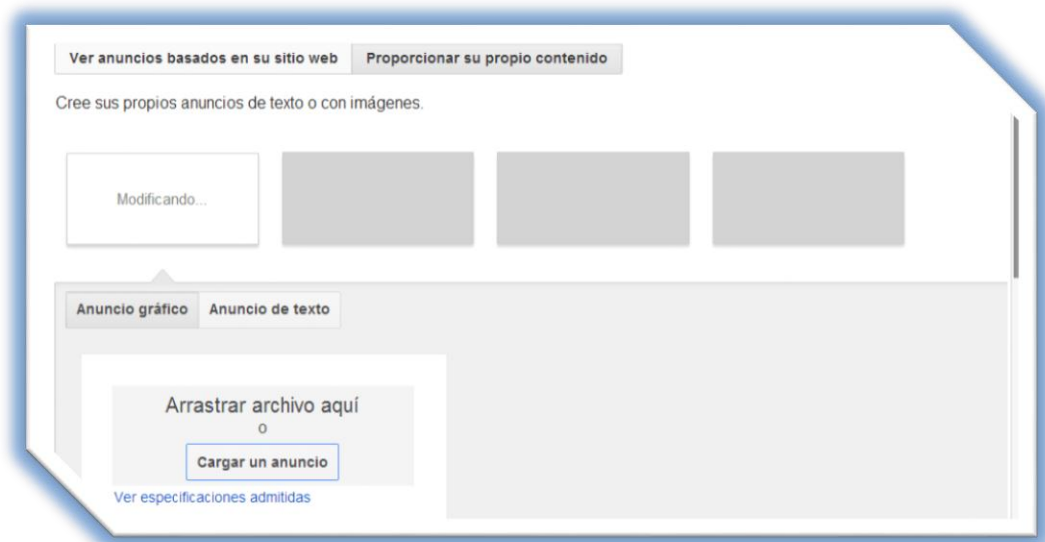 Ver anuncios basados en su sitio web Proporcionar su propio contenido
Cree sus propios anuncios de texto o con imágenes.
Modificando...
Anuncio gráfico Anuncio de texto
Arrastrar archivo aquí
o
Cargar un anuncio
Ver especificaciones admitidas